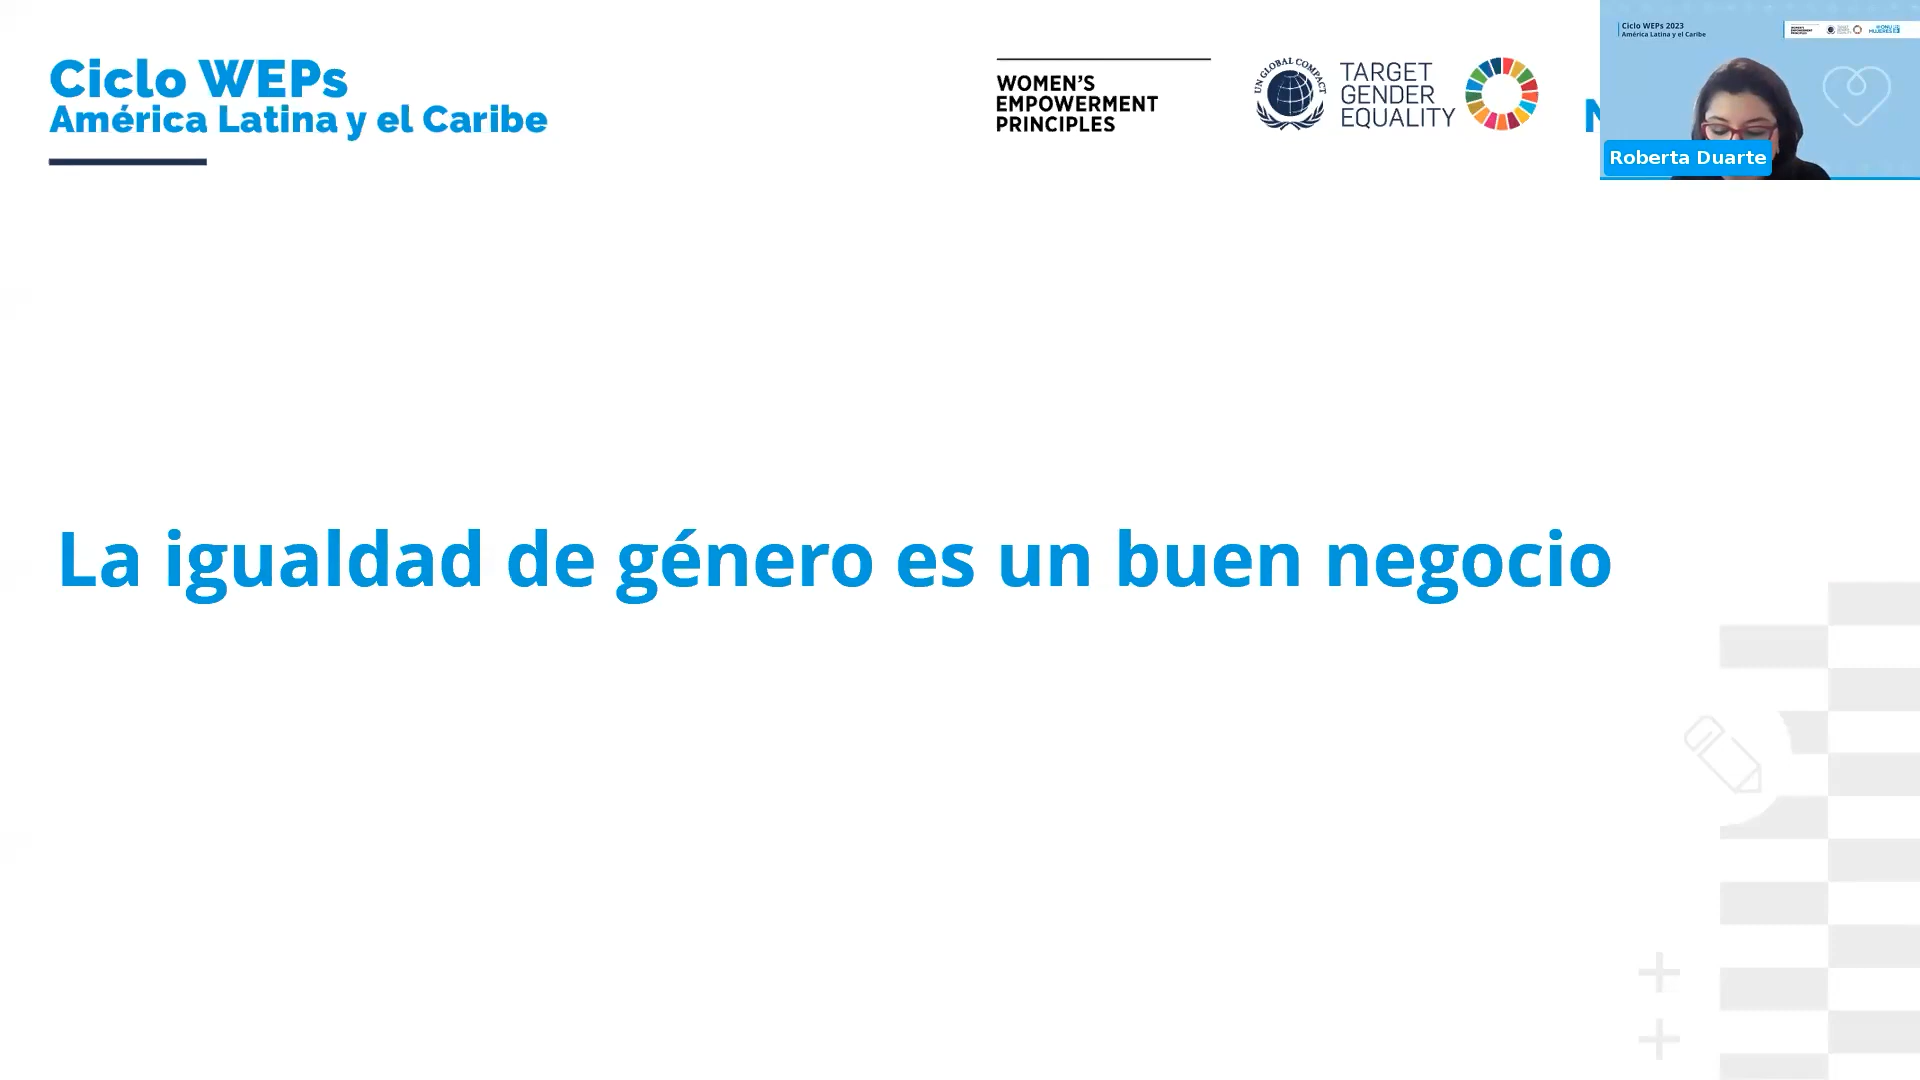 Ciclo WEPs
América Latina y el Caribe
WOMEN'S
EMPOWERMENT
PRINCIPLES
UN GLOBAL COMPACT
TARGET
GENDER
EQUALITY
Ciclo WEPs 2023
América Latina y el Caribe
Roberta Duarte
La igualdad de género es un buen negocio